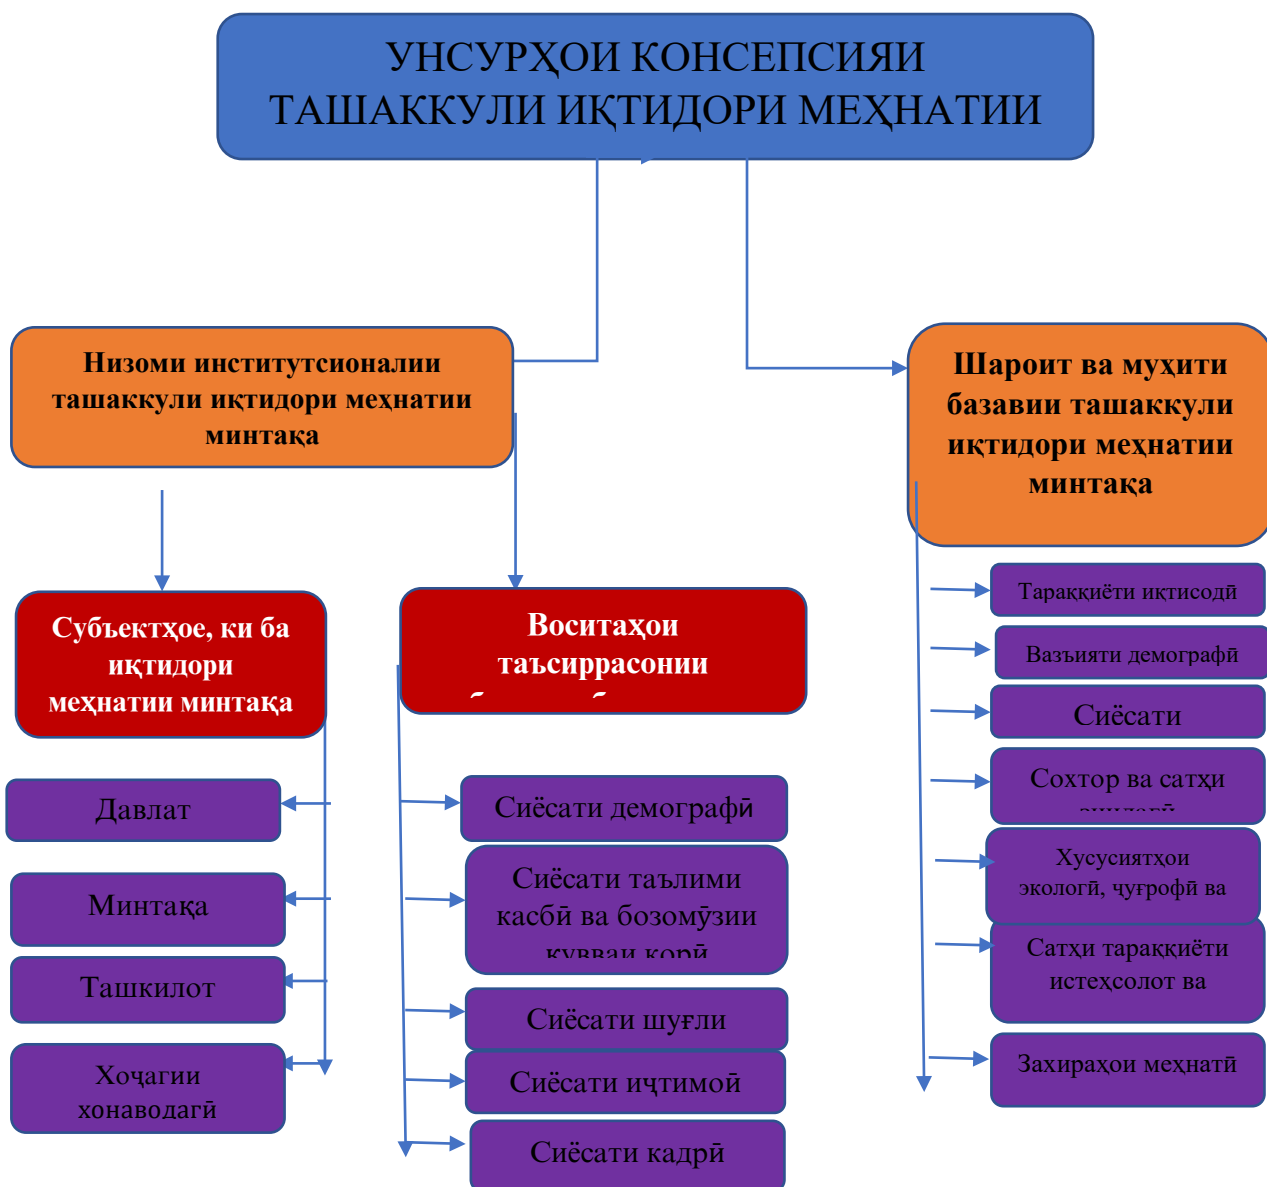 УНСУРҲОИ КОНСЕПСИЯИ
ТАШАККУЛИ ИҚТИДОРИ МЕҲНАТИИ
Низоми институтсионалии
ташаккули иқтидори меҳнатии
минтақа
Шароит ва муҳити
базавии ташаккули
иқтидори меҳнатии
минтақа
Субъектҳое, ки ба
иқтидори
меҳнатии минтақа
Воситаҳои
таъсиррасонии
Давлат
Минтақа
Ташкилот
Хоҷагии
хонаводагӣ
Сиёсати демографӣ
Сиёсати таълими
касбӣ ва бозомӯзии
қувваи корӣ
Сиёсати шуғли
Сиёсати иҷтимоӣ
Сиёсати кадрӣ
Тараққиёти иқтисодӣ
Вазъияти демографӣ
Сиёсати
Сохтор ва сатҳи
Хусусиятҳои
экологӣ, ҷуғрофӣ ва
Сатҳи тараққиёти
истеҳсолот ва
Захираҳои меҳнатӣ